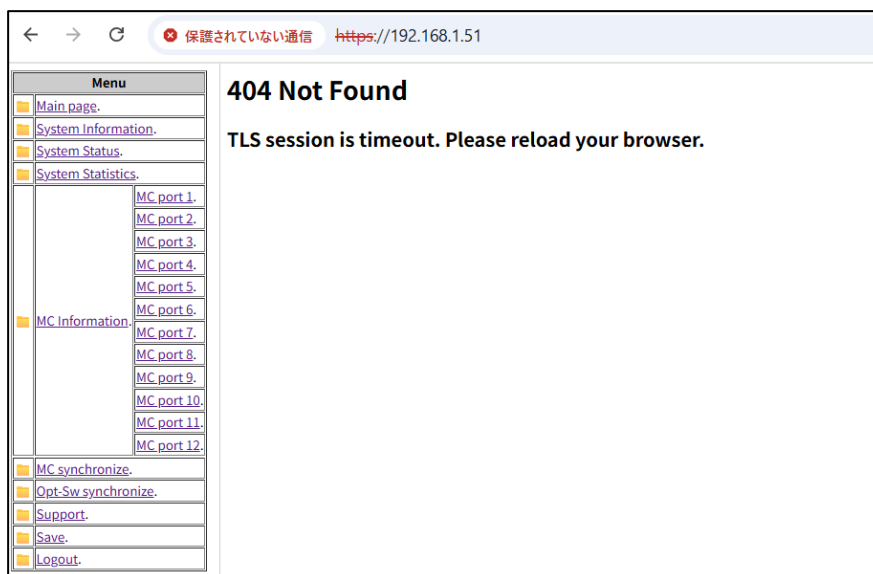 保護されていない通信 https://192.168.1.51
Menu
Main page.
System Information.
System Status.
System Statistics.
MC Information.
MC port 1.
MC port 2.
MC port 3.
MC port 4.
MC port 5.
MC port 6.
MC port 7.
MC port 8.
MC port 9.
MC port 10.
MC port 11.
MC port 12.
MC synchronize.
Opt-Sw synchronize.
Support.
Save.
Logout.
404 Not Found
TLS session is timeout. Please reload your browser.